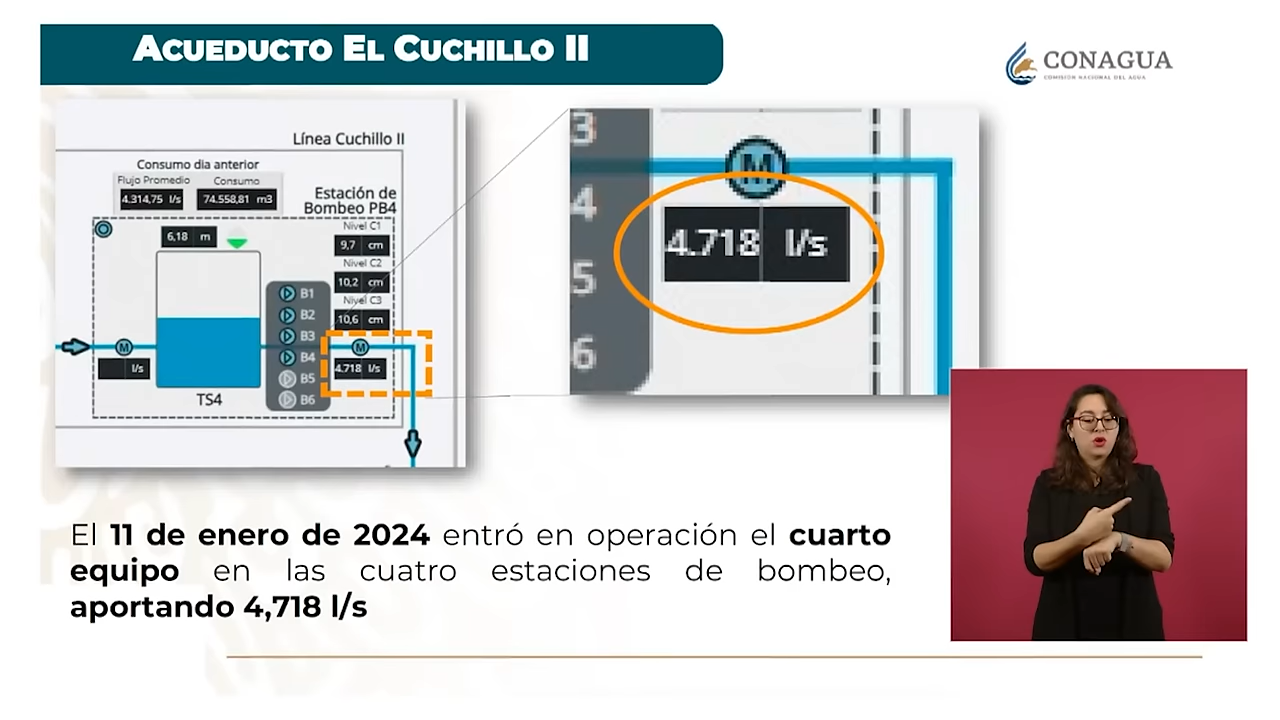 ACUEDUCTO EL CUCHILLO II
CONAGUA
COMISIÓN NACIONAL DEL AGUA
Línea Cuchillo II
Consumo dia anterior
Flujo Promedio Consumo
4.314,75 l/s 74.558,81 m3
Estación de
Bombeo PB4
6,18 m
Nivel C1
9,7 cm
Nivel C2
10,2 cm
Nivel C3
10,6 cm
B1
B2
B3
B4
B5
B6
M
l/s
M
4.718 l/s
TS4
3
4
5
6
M
4.718 l/s
El 11 de enero de 2024 entró en operación el cuarto
equipo en las cuatro estaciones de bombeo,
aportando 4,718 l/s